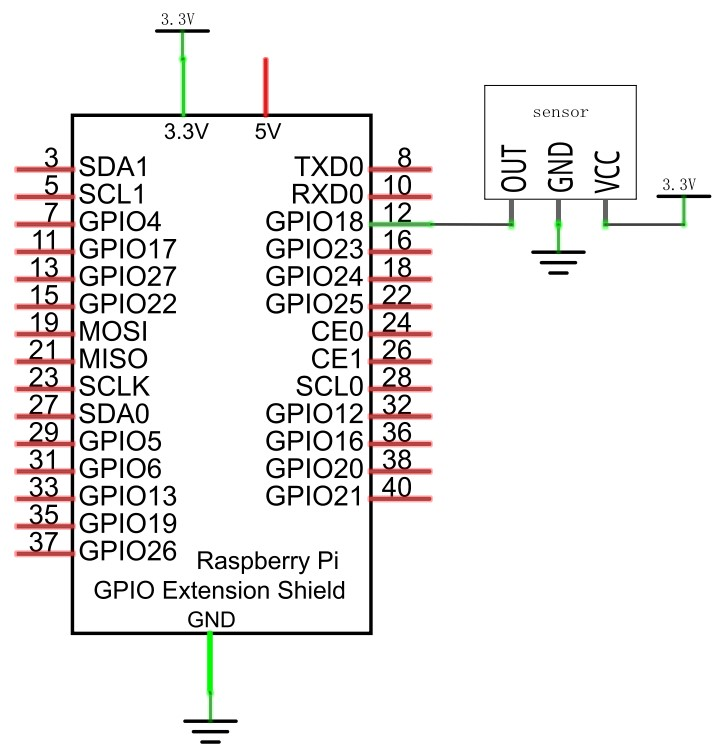 3.3V
3.3V 5V
sensor
OUT GND VCC
3.3V
3 SDA1 TXD0 8
5 SCL1 RXD0 10
7 GPIO4 GPIO18 12
11 GPIO17 GPIO23 16
13 GPIO27 GPIO24 18
15 GPIO22 GPIO25 22
19 MOSI CE0 24
21 MISO CE1 26
23 SCLK SCL0 28
27 SDA0 GPIO12 32
29 GPIO5 GPIO16 36
31 GPIO6 GPIO20 38
33 GPIO13 GPIO21 40
35 GPIO19
37 GPIO26
Raspberry Pi
GPIO Extension Shield
GND